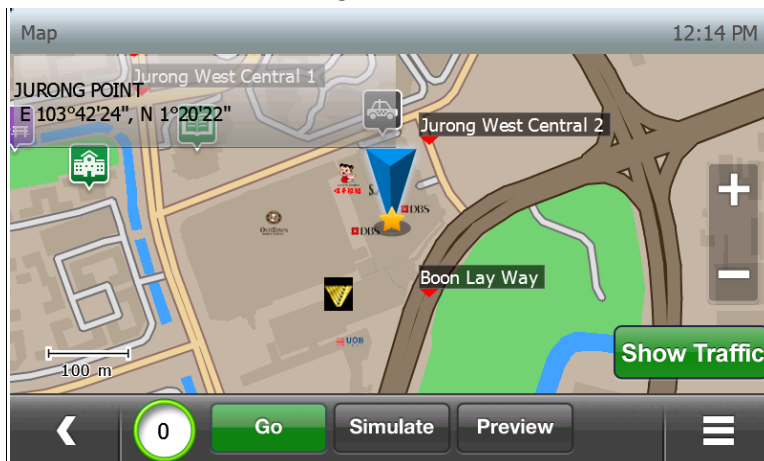 Map
12:14 PM
Jurong West Central 1
JURONG POINT
E 103°42'24", N 1°20'22"
Jurong West Central 2
S...
DBS
DBS
OLDTOWN
Boon Lay Way
UOB
Show Traffic
100 m
0
Go
Simulate
Preview